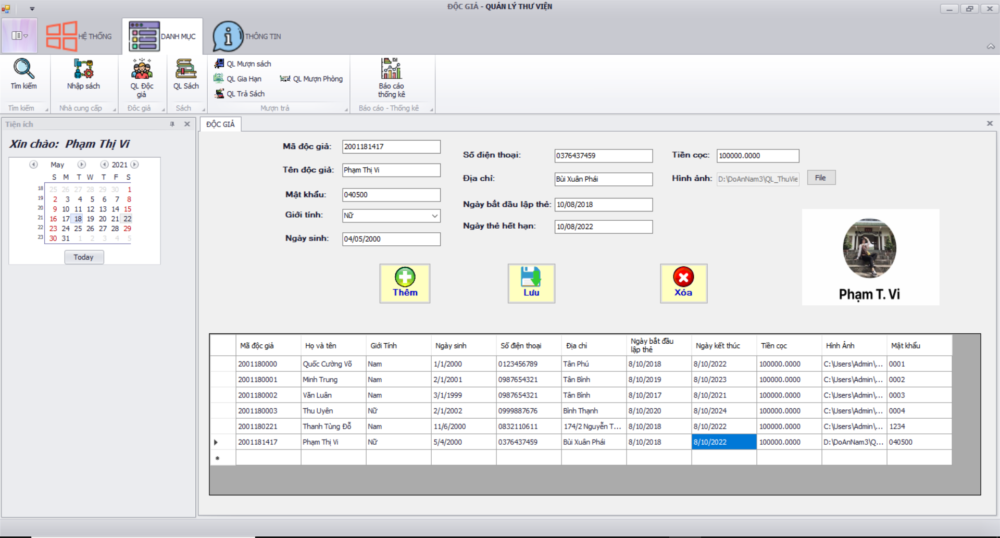 ĐỘC GIẢ - QUẢN LÝ THƯ VIỆN
HỆ THỐNG
DANH MỤC
THÔNG TIN
Tìm kiếm
Nhập sách
QL Độc
giả
QL Sách
QL Mượn sách
QL Gia Hạn
QL Mượn Phòng
QL Trả Sách
Báo cáo
thống kê
Tìm kiếm
Nhà cung cấp
Độc giả
Sách
Mượn trả
Báo cáo - Thống kê
Tiện ích
ĐỘC GIẢ
Xin chào: Phạm Thị Vi
May 2021
S M T W T F S
18 25 26 27 28 29 30 1
19 2 3 4 5 6 7 8
20 9 10 11 12 13 14 15
21 16 17 18 19 20 21 22
22 23 24 25 26 27 28 29
23 30 31 1 2 3 4 5
Today
Mã độc giả: 2001181417
Tên độc giả: Phạm Thị Vi
Mật khẩu: 040500
Giới tính: Nữ
Ngày sinh: 04/05/2000
Số điện thoại: 0376437459
Địa chỉ: Bùi Xuân Phái
Ngày bắt đầu lập thẻ: 10/08/2018
Ngày thẻ hết hạn: 10/08/2022
Tiền cọc: 100000.0000
Hình ảnh: D:\DoAnNam3\QL_ThuVie File
Phạm T. Vi
Thêm
Lưu
Xóa
Mã độc giả Họ và tên Giới Tính Ngày sinh Số điện thoại Địa chỉ Ngày bắt đầu lập thẻ Ngày kết thúc Tiền cọc Hình Ảnh Mật khẩu
2001180000 Quốc Cường Võ Nam 1/1/2000 0123456789 Tân Phú 8/10/2018 8/10/2022 100000.0000 C:\Users\Admin\... 0001
2001180001 Minh Trung Nam 2/1/2001 0987654321 Tân Bình 8/10/2019 8/10/2023 100000.0000 C:\Users\Admin\... 0002
2001180002 Văn Luân Nam 3/1/1999 0987654321 Tân Bình 8/10/2017 8/10/2021 100000.0000 C:\Users\Admin\... 0003
2001180003 Thu Uyên Nữ 2/1/2002 0999887676 Bình Thạnh 8/10/2020 8/10/2024 100000.0000 C:\Users\Admin\... 0004
2001180221 Thanh Tùng Đỗ Nam 11/6/2000 0832110611 174/2 Nguyễn T... 8/10/2018 8/10/2022 100000.0000 C:\Users\Admin\... 1234
2001181417 Phạm Thị Vi Nữ 5/4/2000 0376437459 Bùi Xuân Phái 8/10/2018 8/10/2022 100000.0000 D:\DoAnNam3\Q... 040500